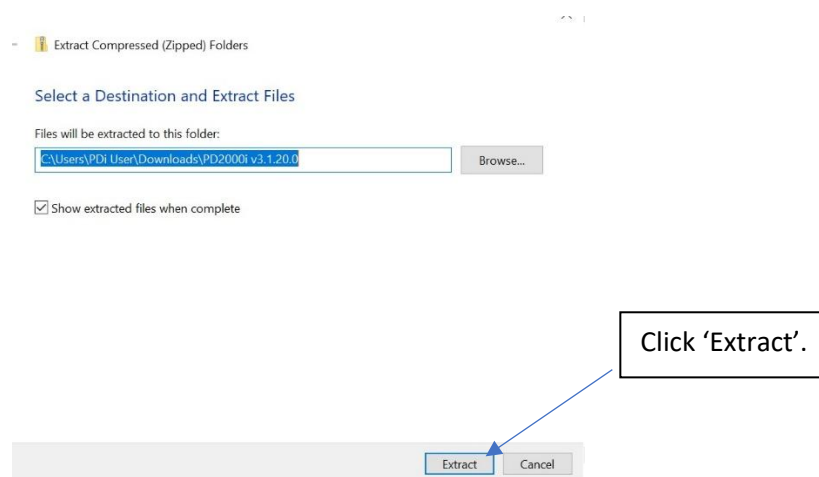 Extract Compressed (Zipped) Folders
Select a Destination and Extract Files
Files will be extracted to this folder:
C:\Users\PDi User\Downloads\PD2000i v3.1.20.0
Browse...
Show extracted files when complete
Click ‘Extract’.
Extract
Cancel